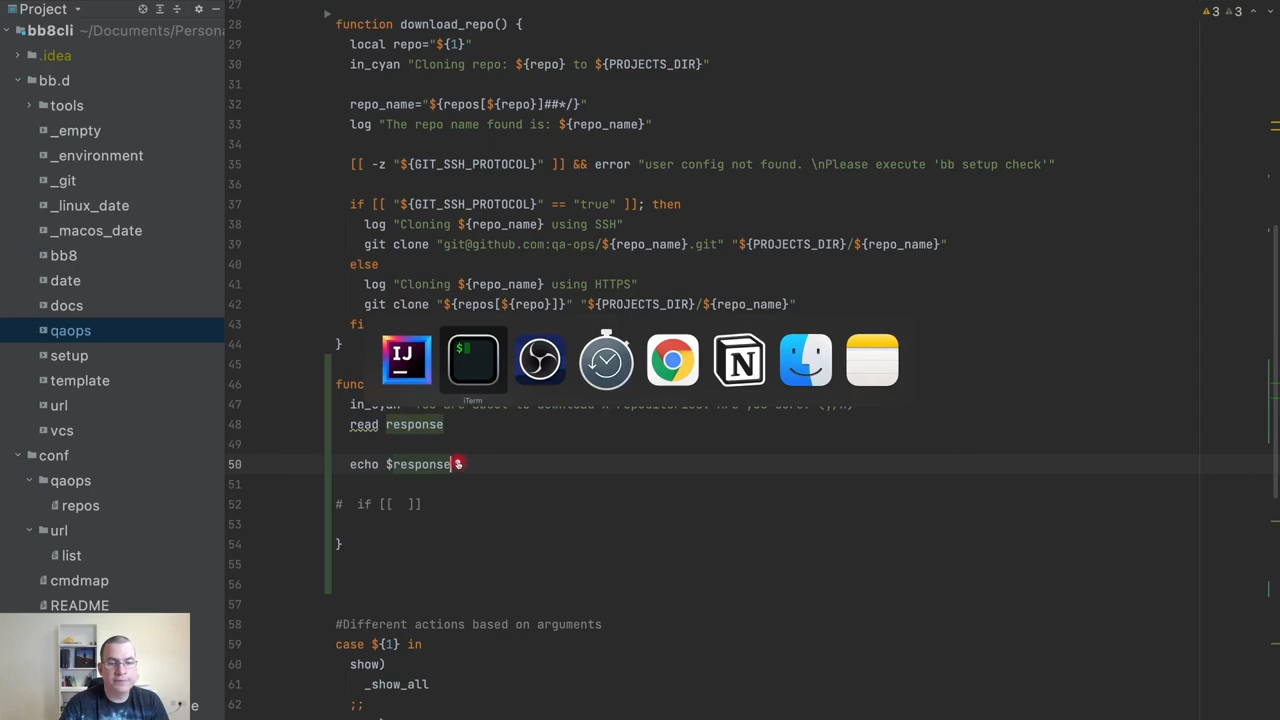 Project
bb8cli ~/Documents/Persona
.idea
bb.d
tools
_empty
_environment
_git
_linux_date
_macos_date
bb8
date
docs
qaops
setup
template
url
vcs
conf
qaops
repos
url
list
cmdmap
README
3 3
27
28 function download_repo() {
29 local repo="${1}"
30 in_cyan "Cloning repo: ${repo} to ${PROJECTS_DIR}"
31
32 repo_name="${repos[${repo}]##*/}"
33 log "The repo name found is: ${repo_name}"
34
35 [[ -z "${GIT_SSH_PROTOCOL}" ]] && error "user config not found. \nPlease execute 'bb setup check'"
36
37 if [[ "${GIT_SSH_PROTOCOL}" == "true" ]]; then
38 log "Cloning ${repo_name} using SSH"
39 git clone "git@github.com:qa-ops/${repo_name}.git" "${PROJECTS_DIR}/${repo_name}"
40 else
41 log "Cloning ${repo_name} using HTTPS"
42 git clone "${repos[${repo}]}" "${PROJECTS_DIR}/${repo_name}"
43 fi
44 }
45
46 func
47
48 read response
49
50 echo $response
51
52 # if [[ ]]
53
54 }
55
56
57
58 #Different actions based on arguments
59 case ${1} in
60 show)
61 _show_all
62 ;;
IJ
$
N
iTerm